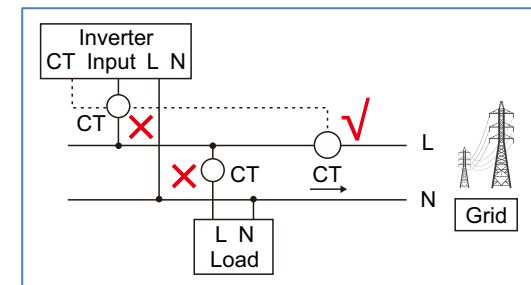 Inverter
CT Input L N
CT
L
CT
CT
N
Grid
L N
Load